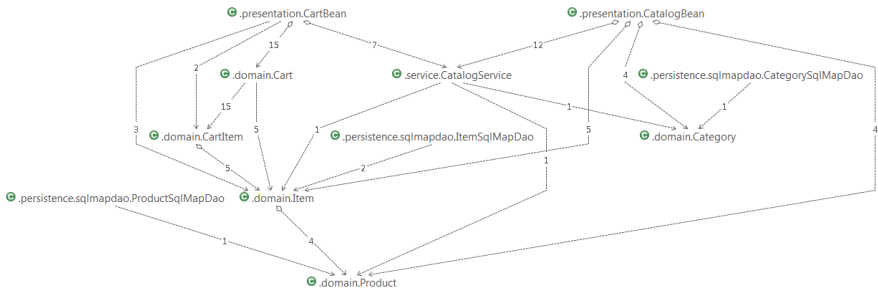 .presentation.CartBean
.presentation.CatalogBean
15
7
12
2
4
.domain.Cart
.service.CatalogService
.persistence.sqlmapdao.CategorySqlMapDao
15
1
1
3
5
1
5
.domain.CartItem
.persistence.sqlmapdao.ItemSqlMapDao
.domain.Category
4
5
2
1
.persistence.sqlmapdao.ProductSqlMapDao
.domain.Item
1
4
.domain.Product